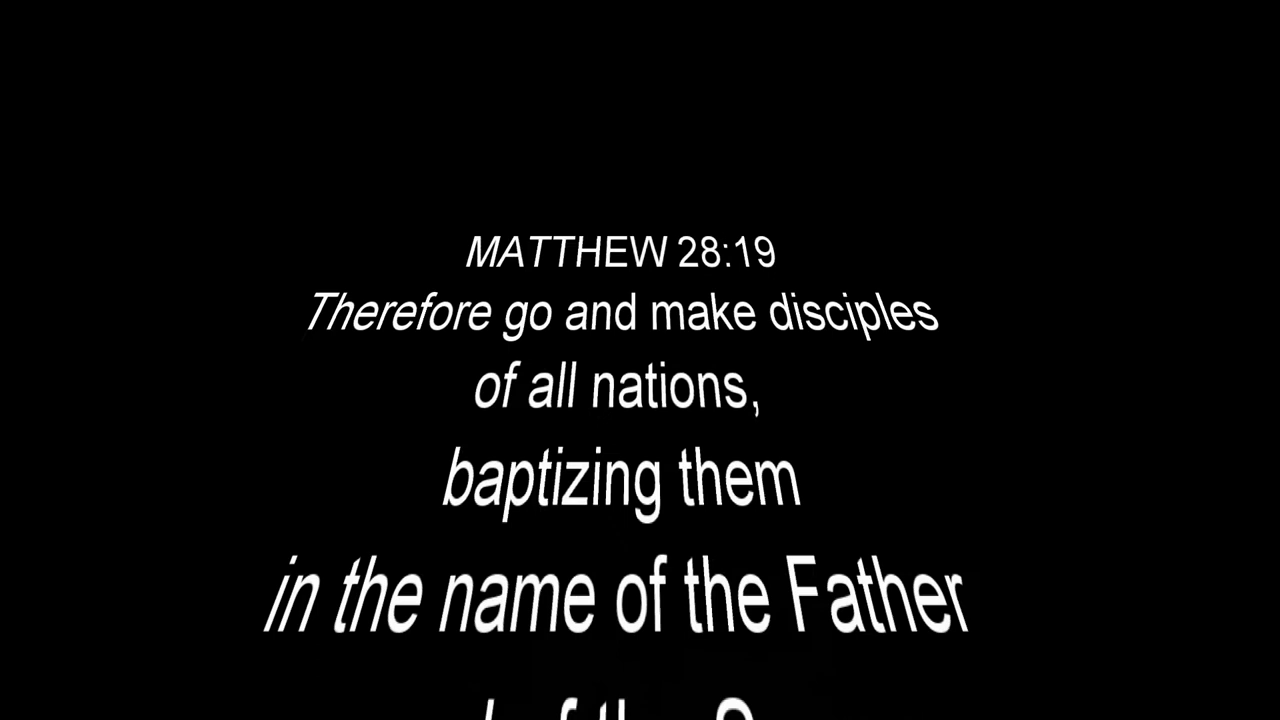 MATTHEW 28:19
Therefore go and make disciples
of all nations,
baptizing them
in the name of the Father